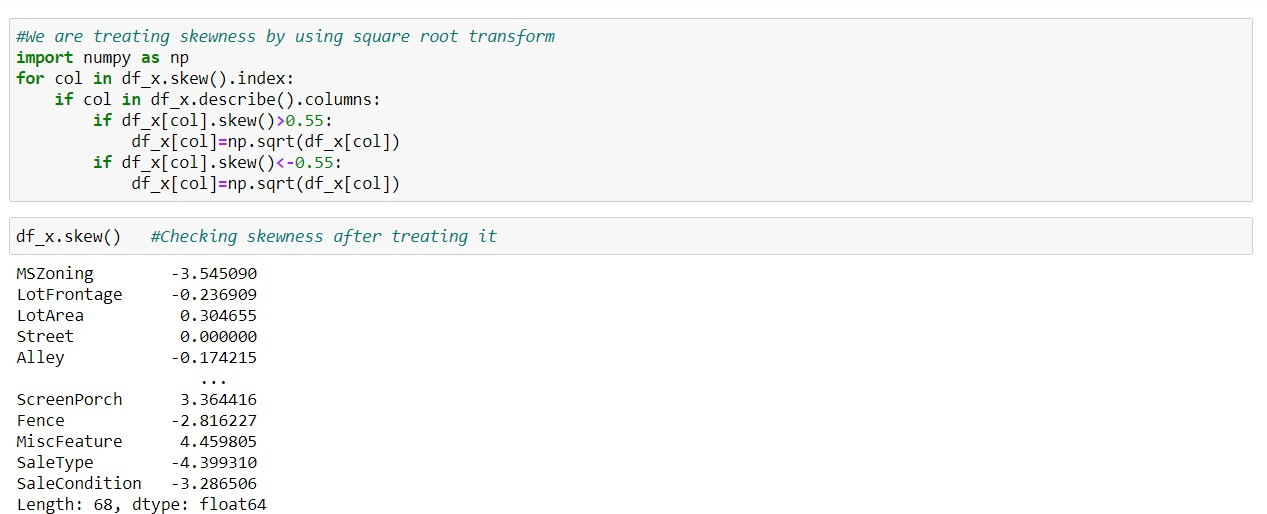 #We are treating skewness by using square root transform
import numpy as np
for col in df_x.skew().index:
    if col in df_x.describe().columns:
        if df_x[col].skew()>0.55:
            df_x[col]=np.sqrt(df_x[col])
        if df_x[col].skew()<-0.55:
            df_x[col]=np.sqrt(df_x[col])
df_x.skew()   #Checking skewness after treating it
MSZoning        -3.545090
LotFrontage     -0.236909
LotArea          0.304655
Street           0.000000
Alley           -0.174215
                   ...
ScreenPorch      3.364416
Fence           -2.816227
MiscFeature      4.459805
SaleType        -4.399310
SaleCondition   -3.286506
Length: 68, dtype: float64